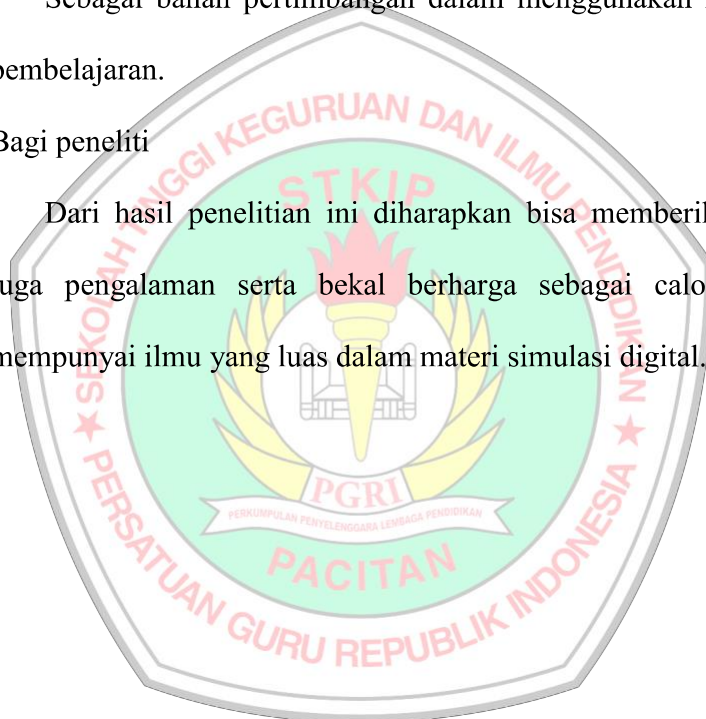 Sebagai bahan pertimbangan dalam menggunakan
pembelajaran.
Bagi peneliti
Dari hasil penelitian ini diharapkan bisa
juga pengalaman serta bekal berharga sebagai
mempunyai ilmu yang luas dalam materi simulasi digital.
SEKOLAH TINGGI KEGURUAN DAN ILMU PENDIDIKAN
STKIP
PGRI
PERKUMPULAN PENYELENGGARA LEMBAGA PENDIDIKAN
PACITAN
PERSATUAN GURU REPUBLIK INDONESIA